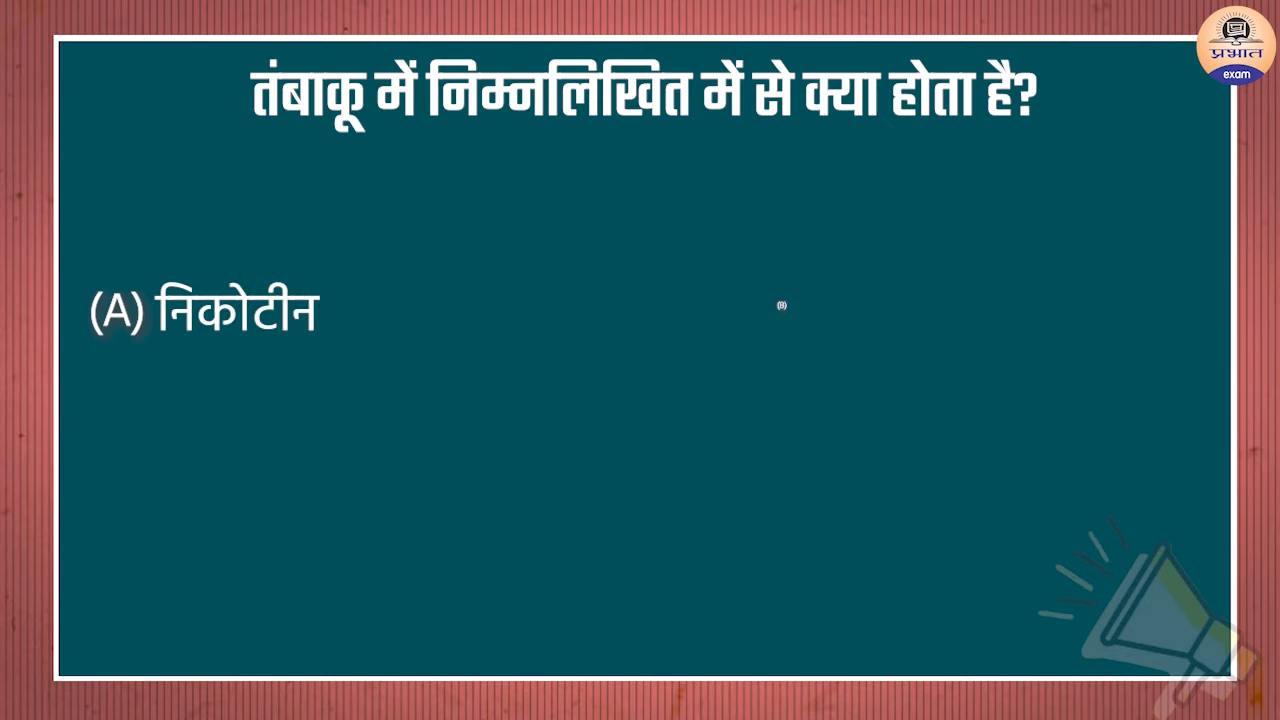 प्रभात
exam
तंबाकू में निम्नलिखित में से क्या होता है?
(A) निकोटीन
(B)